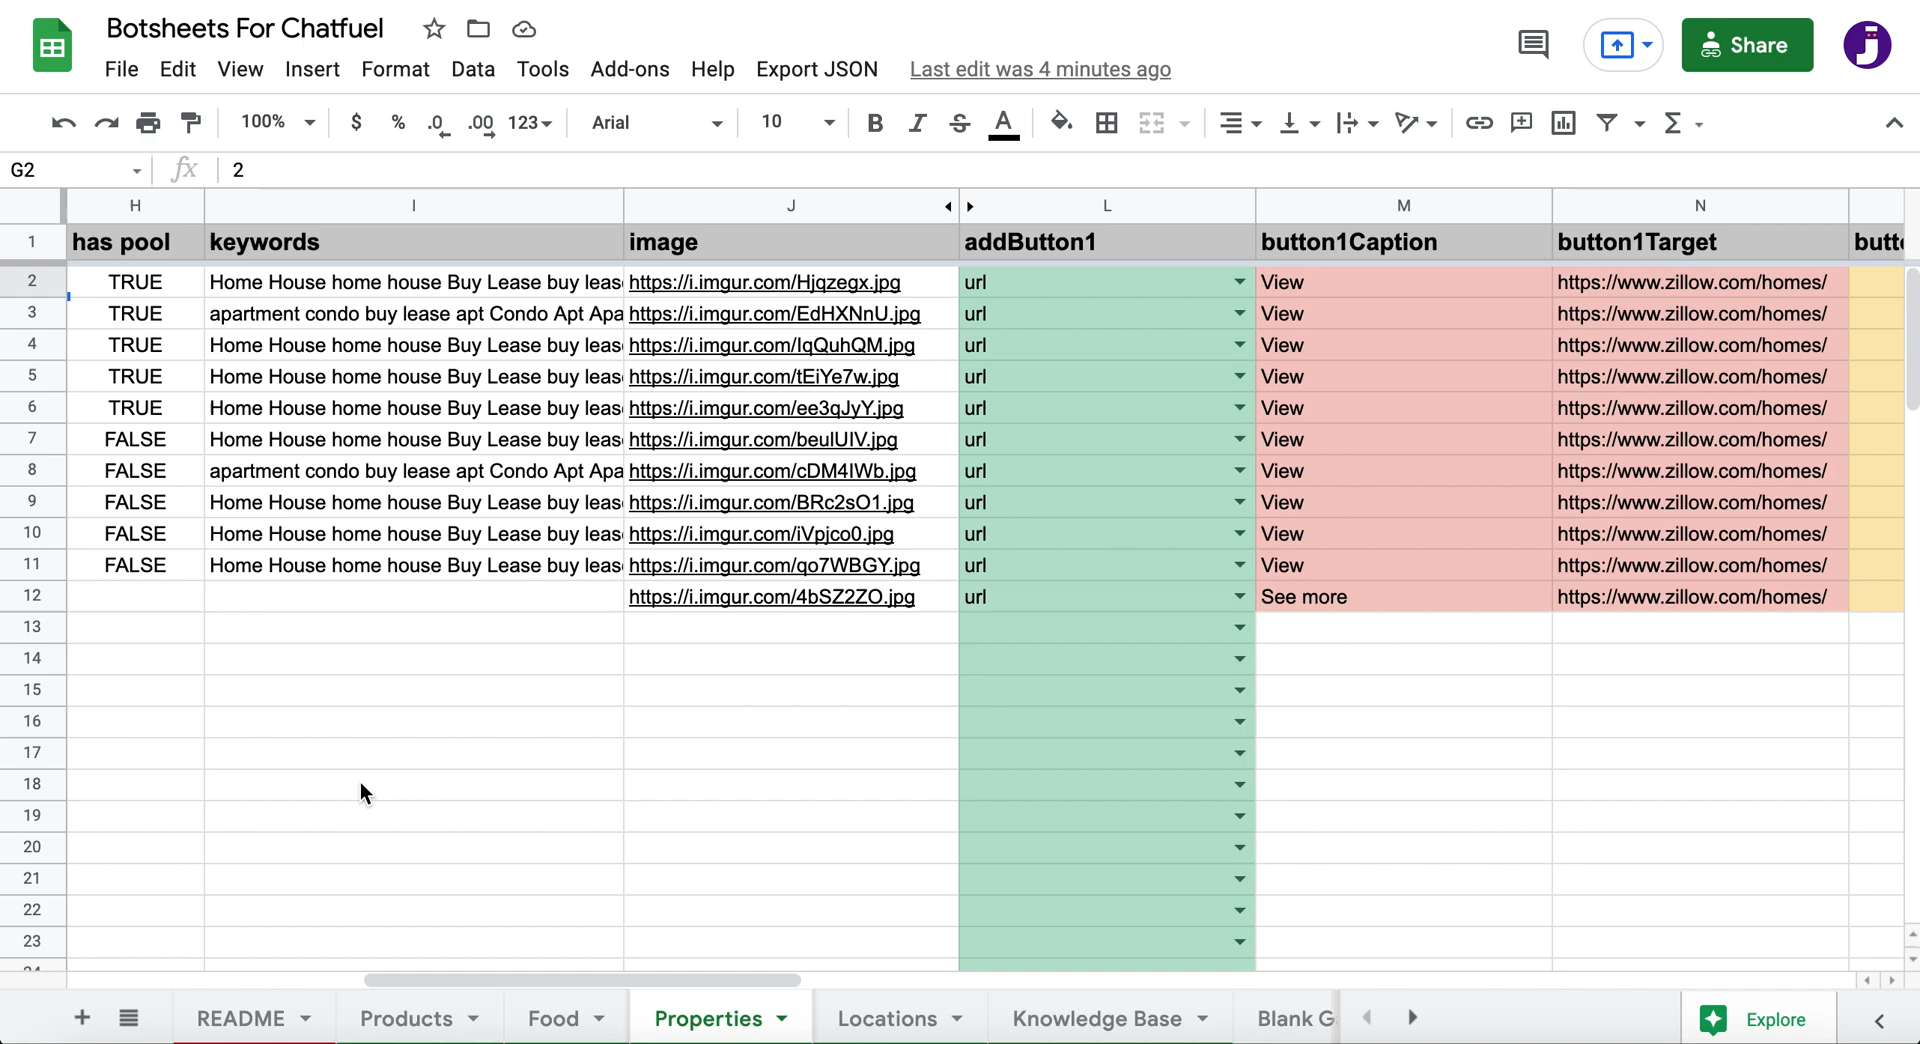 Botsheets For Chatfuel
File Edit View Insert Format Data Tools Add-ons Help Export JSON Last edit was 4 minutes ago
Share
100% $ % .0 .00 123 Arial 10 B I S A
G2 fx 2
H I J L M N
1 has pool keywords image addButton1 button1Caption button1Target butt
2 TRUE Home House home house Buy Lease buy leas https://i.imgur.com/Hjqzegx.jpg url View https://www.zillow.com/homes/
3 TRUE apartment condo buy lease apt Condo Apt Apa https://i.imgur.com/EdHXNnU.jpg url View https://www.zillow.com/homes/
4 TRUE Home House home house Buy Lease buy leas https://i.imgur.com/IqQuhQM.jpg url View https://www.zillow.com/homes/
5 TRUE Home House home house Buy Lease buy leas https://i.imgur.com/tEiYe7w.jpg url View https://www.zillow.com/homes/
6 TRUE Home House home house Buy Lease buy leas https://i.imgur.com/ee3qJyY.jpg url View https://www.zillow.com/homes/
7 FALSE Home House home house Buy Lease buy leas https://i.imgur.com/beulUIV.jpg url View https://www.zillow.com/homes/
8 FALSE apartment condo buy lease apt Condo Apt Apa https://i.imgur.com/cDM4IWb.jpg url View https://www.zillow.com/homes/
9 FALSE Home House home house Buy Lease buy leas https://i.imgur.com/BRc2sO1.jpg url View https://www.zillow.com/homes/
10 FALSE Home House home house Buy Lease buy leas https://i.imgur.com/iVpjco0.jpg url View https://www.zillow.com/homes/
11 FALSE Home House home house Buy Lease buy leas https://i.imgur.com/qo7WBGY.jpg url View https://www.zillow.com/homes/
12 https://i.imgur.com/4bSZ2ZO.jpg url See more https://www.zillow.com/homes/
13
14
15
16
17
18
19
20
21
22
23
24
README Products Food Properties Locations Knowledge Base Blank G Explore